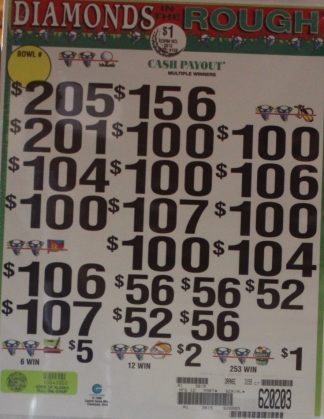 DIAMONDS IN THE ROUGH
$1
BOWL #
CASH PAYOUT
MULTIPLE WINNERS
$205 $156
$201 $100 $100
$104 $100 $106
$100 $107 $100
$100 $104
$106 $56 $56 $52
$107 $52 $56
6 WIN $5 12 WIN $2 253 WIN $1
620203